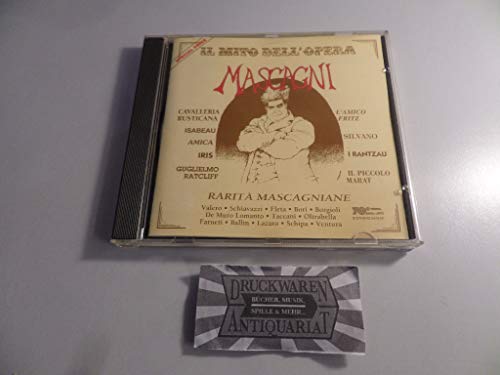 IL MITO DELL'OPERA
MASCAGNI
CAVALLERIA
RUSTICANA
L'AMICO
FRITZ
ISABEAU
AMICA
SILVANO
IRIS
I RANTZAU
GUGLIELMO
RATCLIFF
IL PICCOLO
MARAT
RARITÀ MASCAGNIANE
Valero • Schiavazzi • Fleta • Bori • Borgioli
De Muro Lomanto • Taccani • Oltrabella
Farneti • Ballin • Lazaro • Schipa • Ventura
DRUCKWAREN
BÜCHER, MUSIK,
SPIELE & MEHR...
ANTIQUARIAT